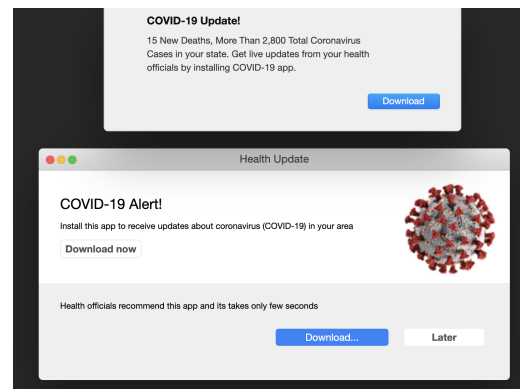 COVID-19 Update!
15 New Deaths, More Than 2,800 Total Coronavirus
Cases in your state. Get live updates from your health
officials by installing COVID-19 app.
Download
Health Update
COVID-19 Alert!
Install this app to receive updates about coronavirus (COVID-19) in your area
Download now
Health officials recommend this app and its takes only few seconds
Download...
Later